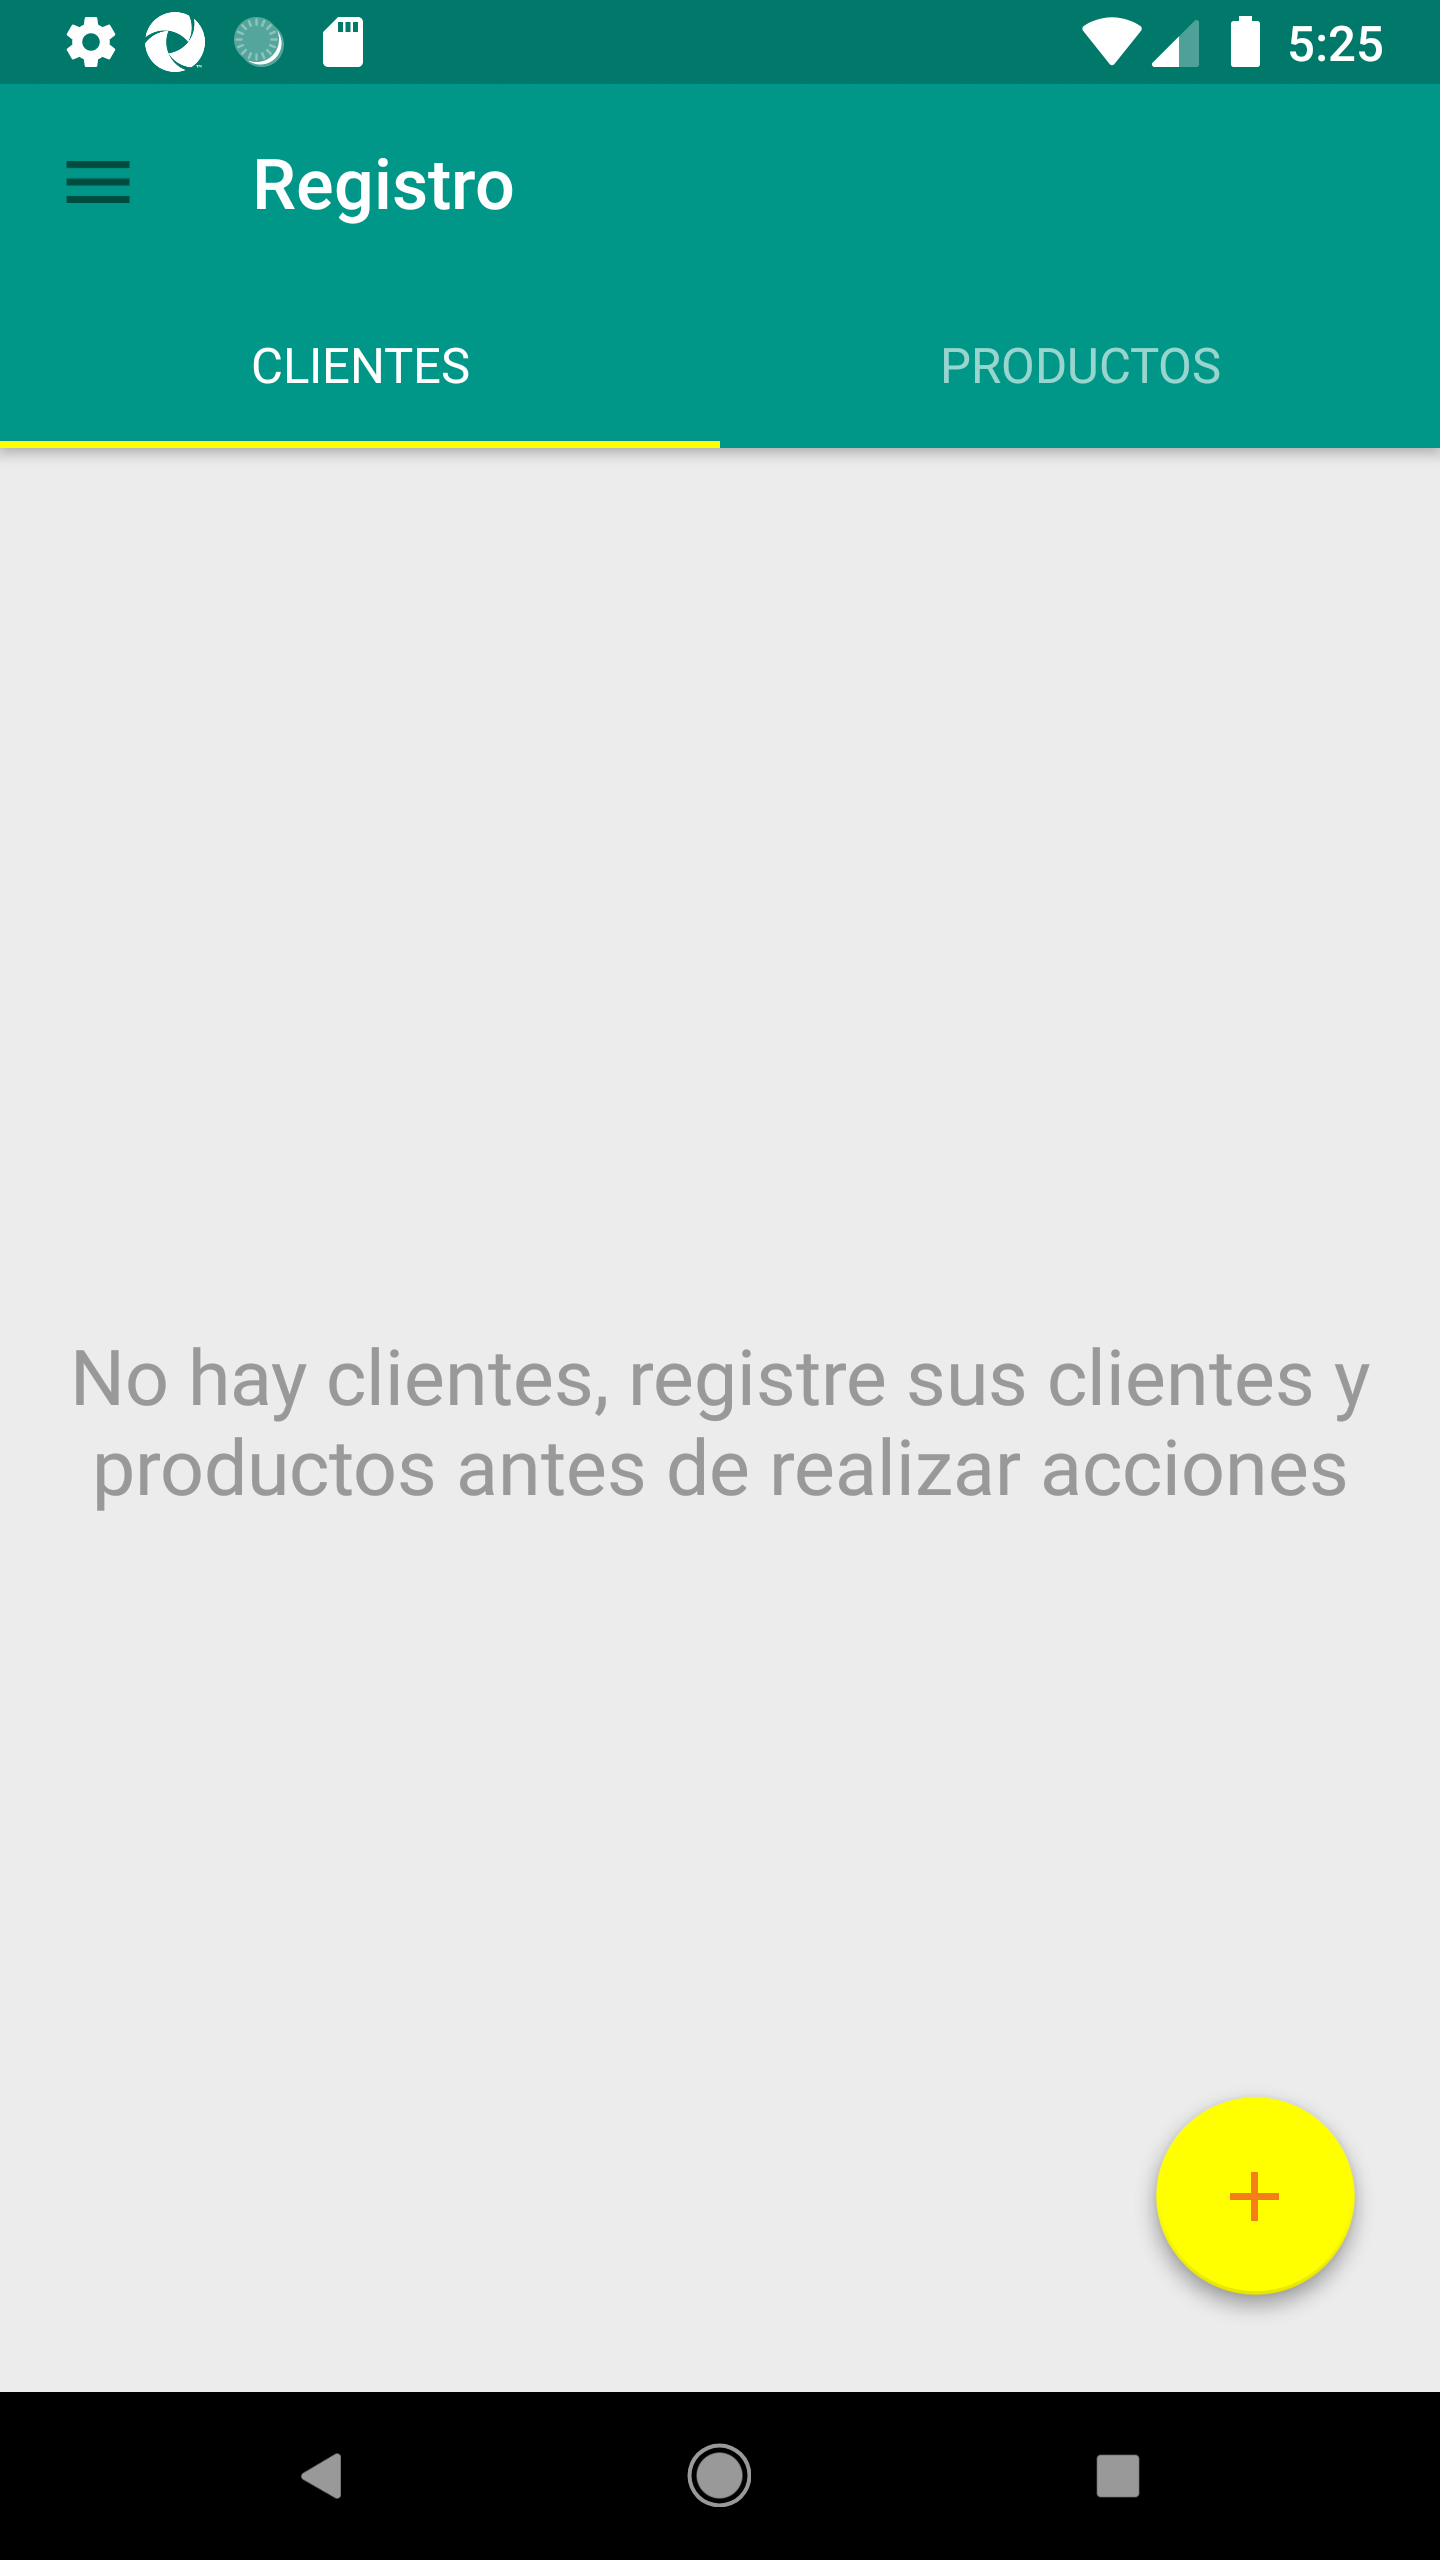 5:25
Registro
CLIENTES
PRODUCTOS
No hay clientes, registre sus clientes y
productos antes de realizar acciones